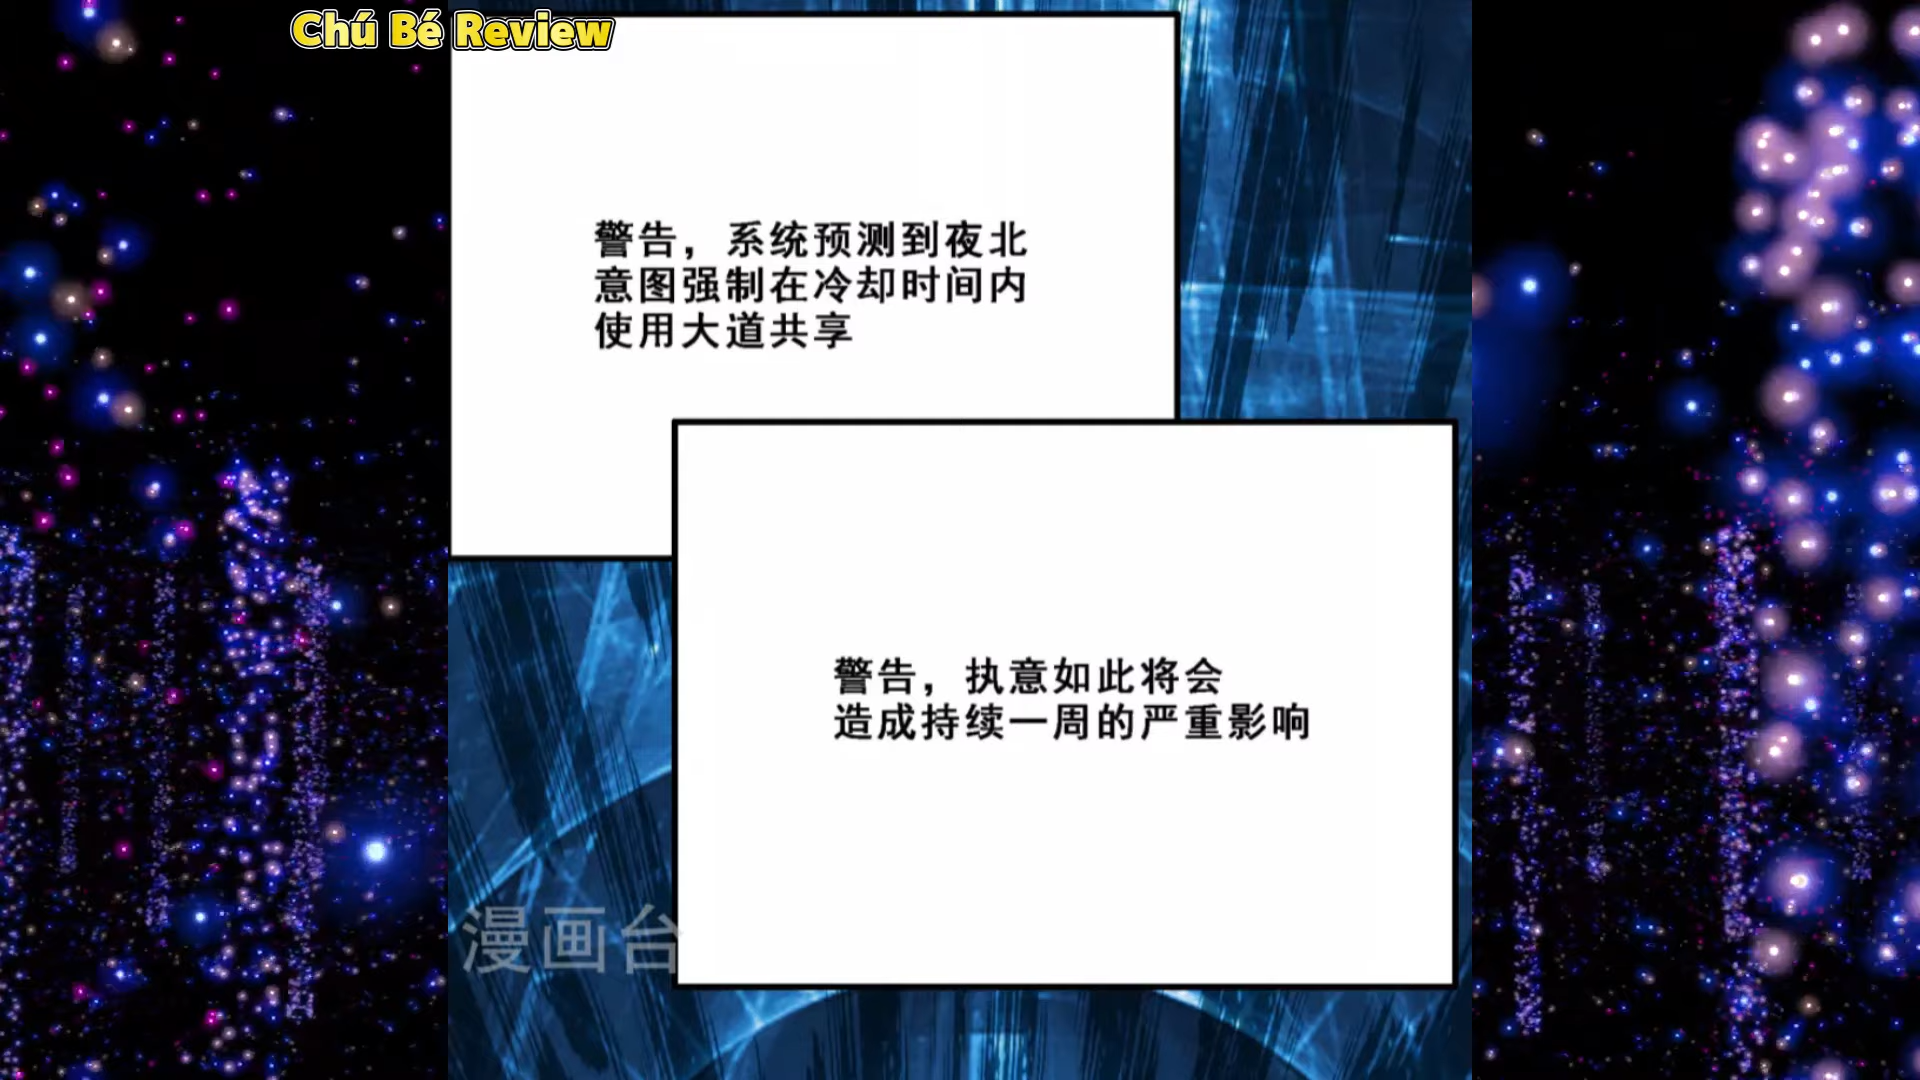 Chú Bé Review
警告，系统预测到夜北
意图强制在冷却时间内
使用大道共享
警告，执意如此将会
造成持续一周的严重影响
漫画台